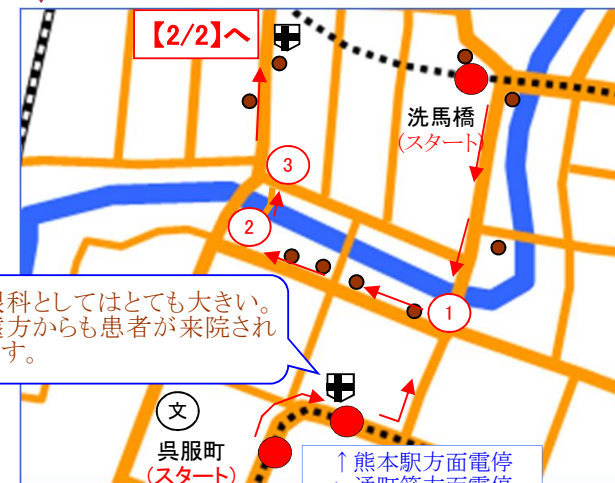 【2/2】へ
洗馬橋
(スタート)
3
2
1
科としてはとても大きい。
方からも患者が来院され
す。
文
呉服町
(スタート)
↑熊本駅方面電停